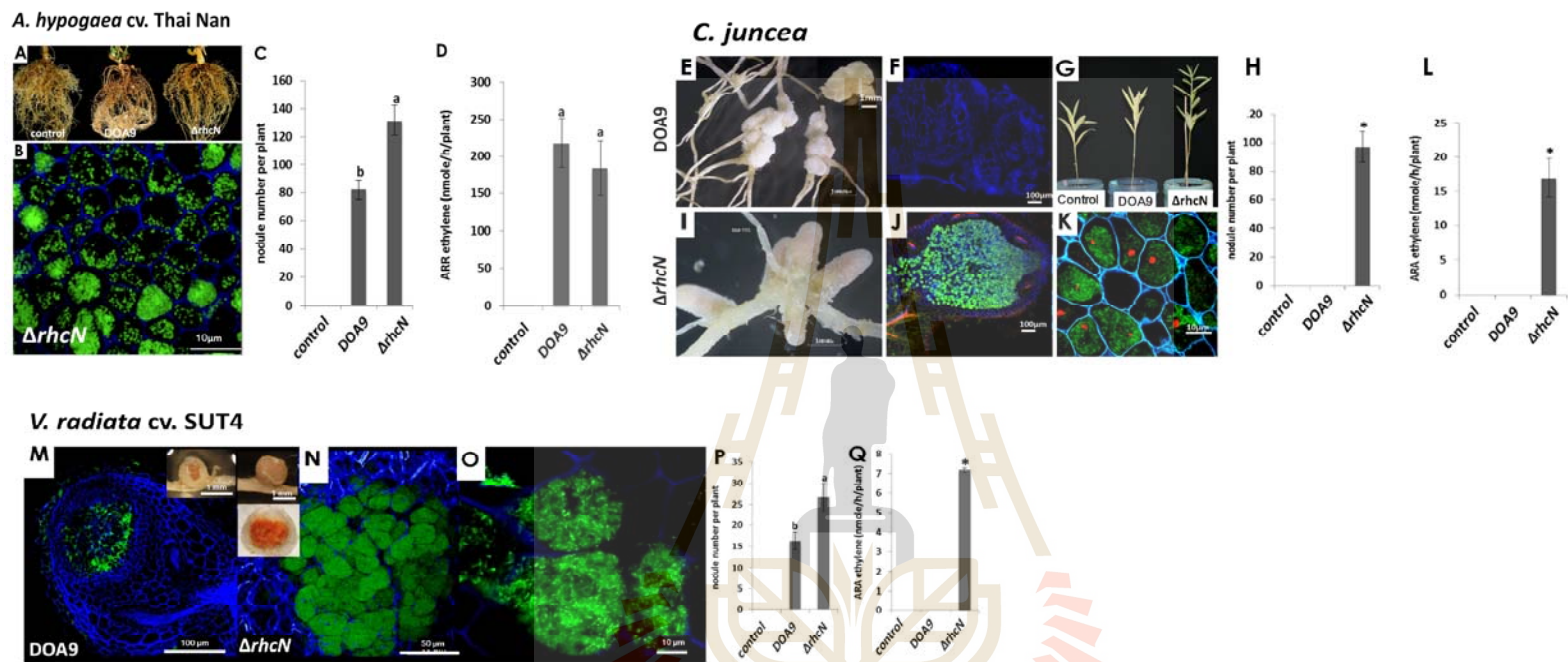 A. hypogaea cv. Thai Nan
A
control
DOA9
ΔrhcN
B
ΔrhcN
10μm
C
nodule number per plant
160
140
120
100
80
60
40
20
0
b
a
control
DOA9
ΔrhcN
D
ARR ethylene (nmole/h/plant)
300
250
200
150
100
50
0
a
a
control
DOA9
ΔrhcN
C. juncea
DOA9
E
1mm
1mm
F
100μm
G
Control
DOA9
ΔrhcN
H
nodule number per plant
20
100
80
60
40
20
0
*
control
DOA9
ΔrhcN
L
ARA ethylene (nmole/h/plant)
25
20
15
10
5
0
*
control
DOA9
ΔrhcN
ΔrhcN
I
1mm
J
100μm
K
10μm
V. radiata cv. SUT4
M
1 mm
1 mm
DOA9
100 μm
N
ΔrhcN
50 μm
O
10 μm
P
nocule number per plant
35
30
25
20
15
10
5
0
b
a
control
DOA9
ΔrhcN
Q
ARA ethylene (nmole/h/plant)
8
7
6
5
4
3
2
1
0
*
control
DOA9
ΔrhcN